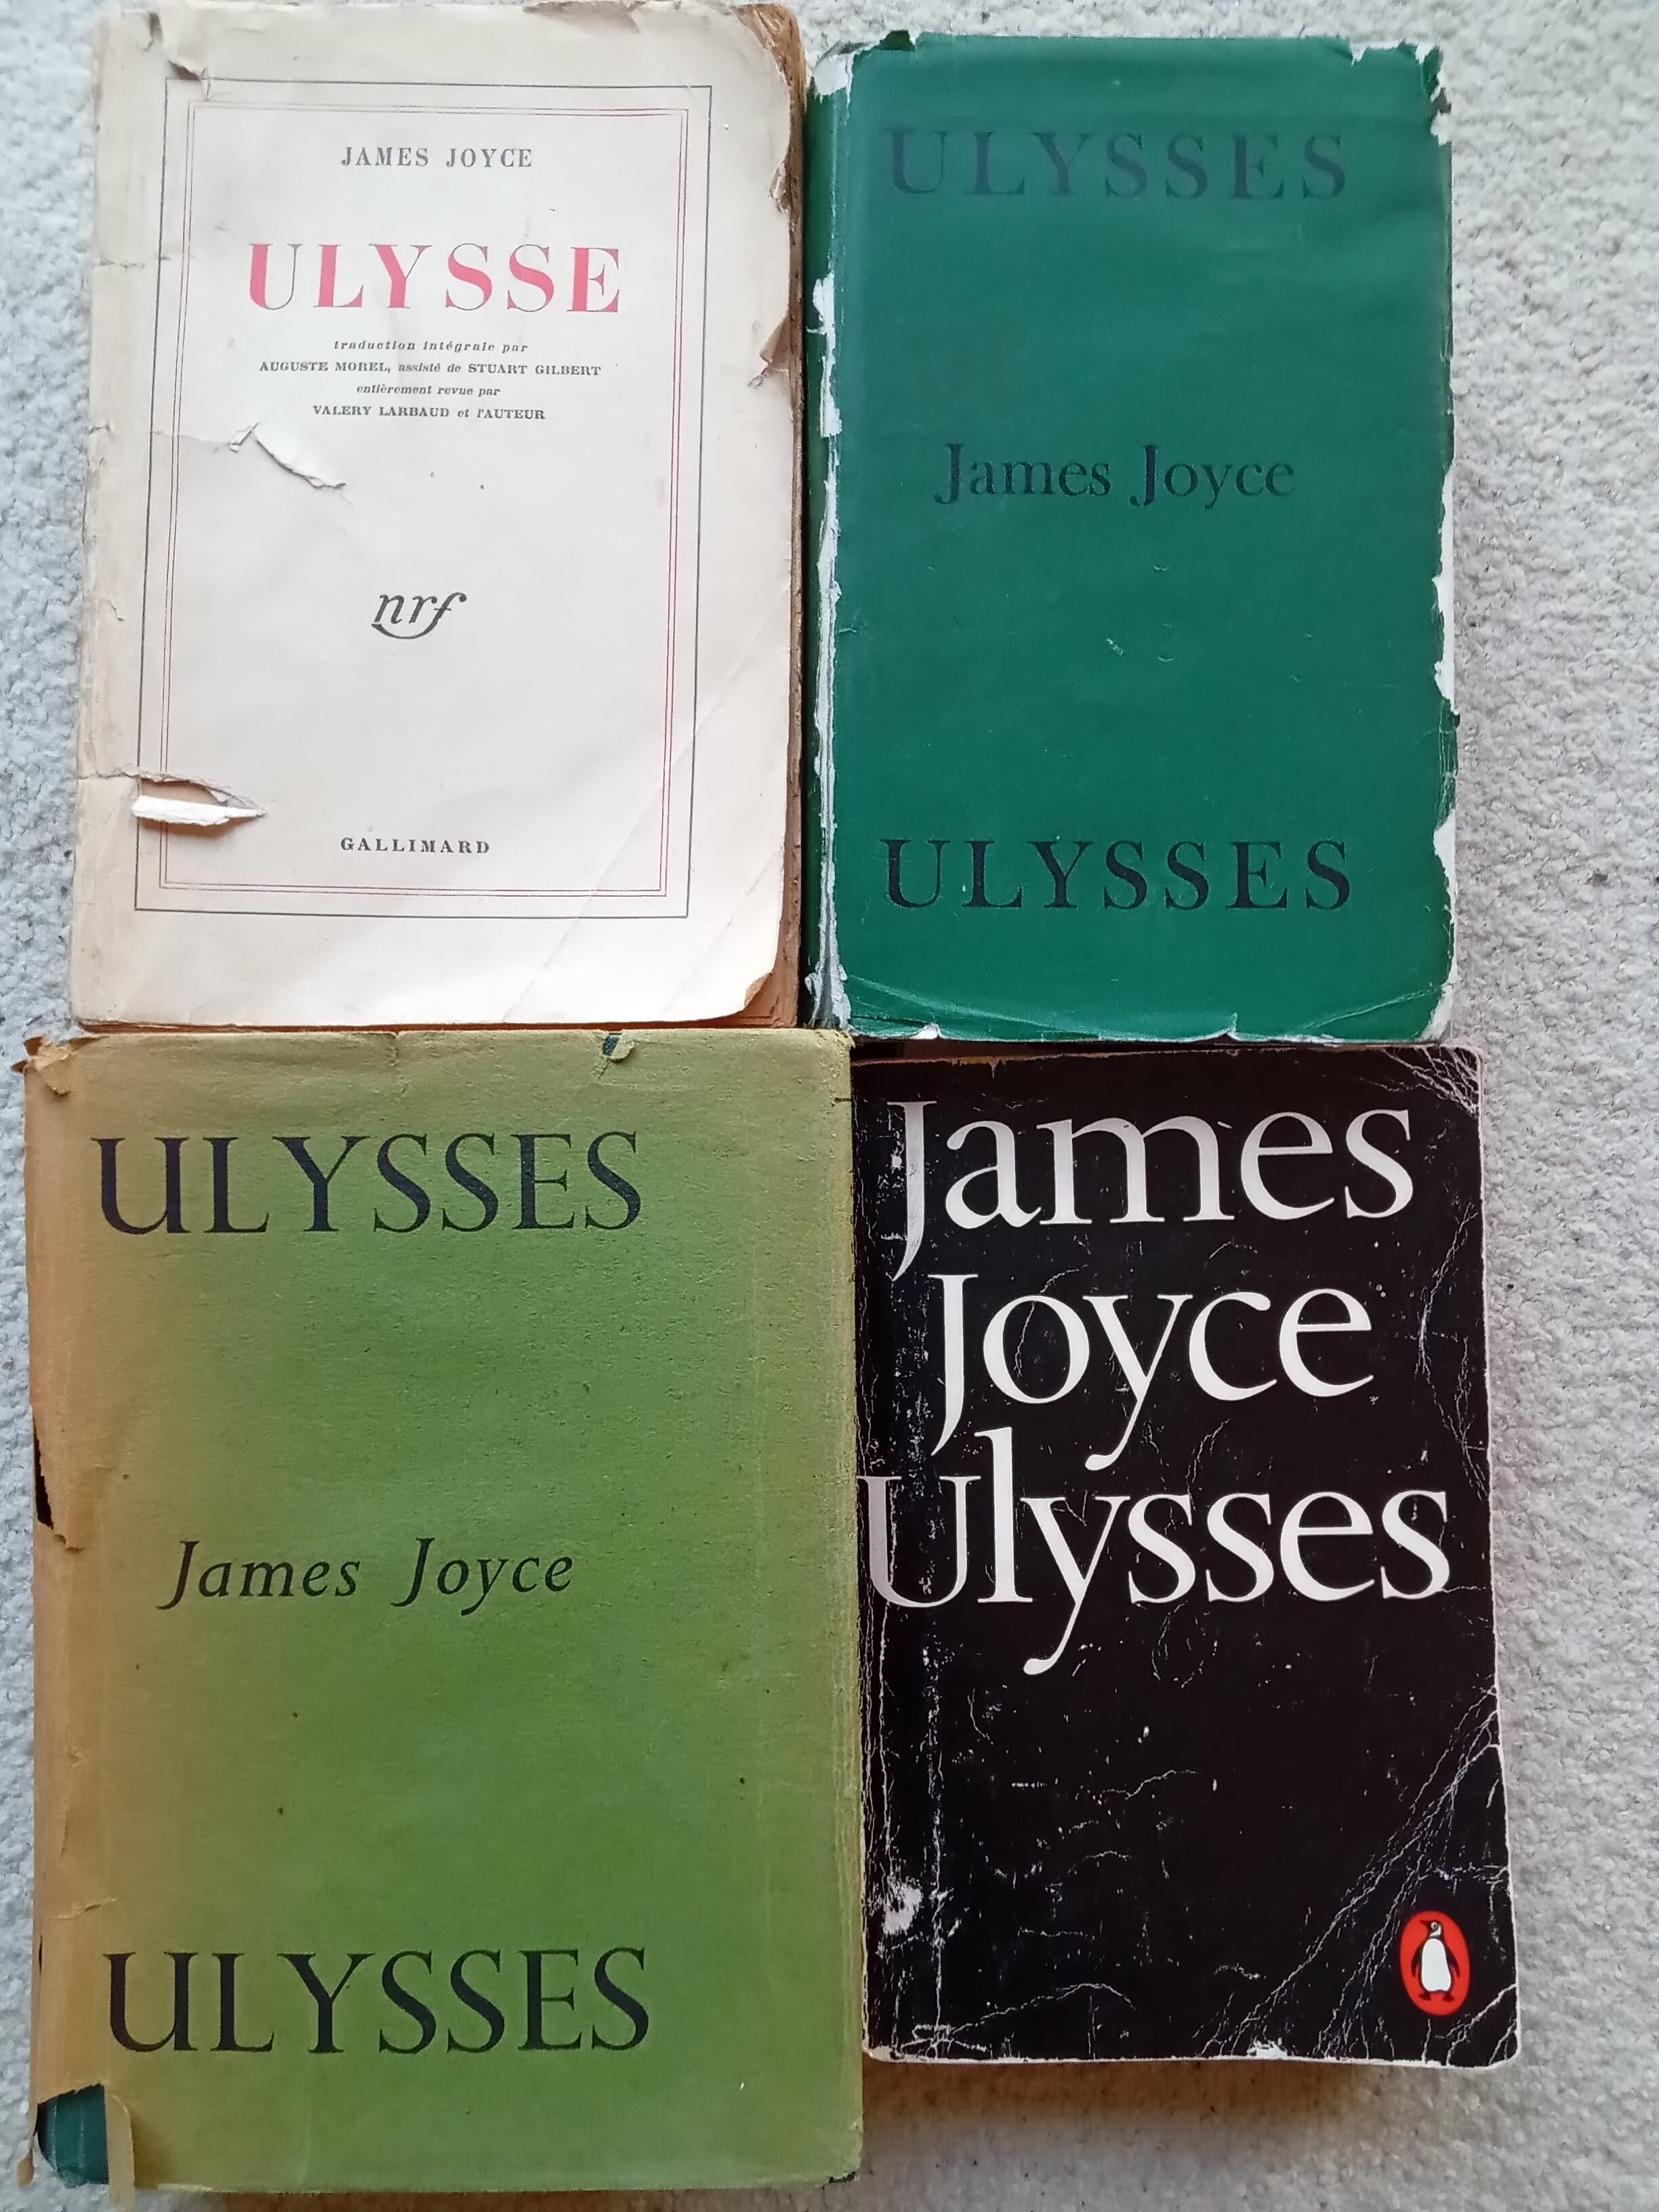 JAMES JOYCE
ULYSSE
traduction intégrale par
AUGUSTE MOREL, assisté de STUART GILBERT
entièrement revue par
VALERY LARBAUD et l'AUTEUR
nrf
GALLIMARD
ULYSSES
James Joyce
ULYSSES
ULYSSES
James Joyce
ULYSSES
James
Joyce
Ulysses